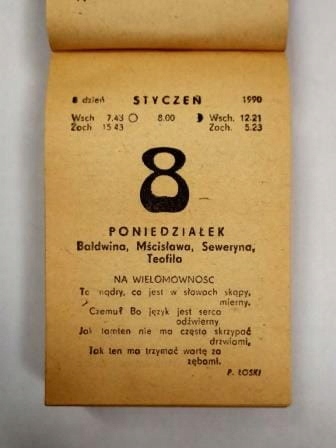 8 dzień STYCZEŃ 1990
Wsch 7.43 8.00 Wsch. 12.21
Zach 15 43 Zach. 5.23
8
PONIEDZIAŁEK
Baldwina, Mścisława, Seweryna,
Teofila
NA WIELOMOWNOSC
To mądry, co jest w słowach skąpy,
mierny.
Czemu? Bo język jest serca
odźwierny
Jak tamten nie ma często skrzypać
drzwiami,
Tak ten ma trzymać wartę za
zębami.
P. ŁOSKI